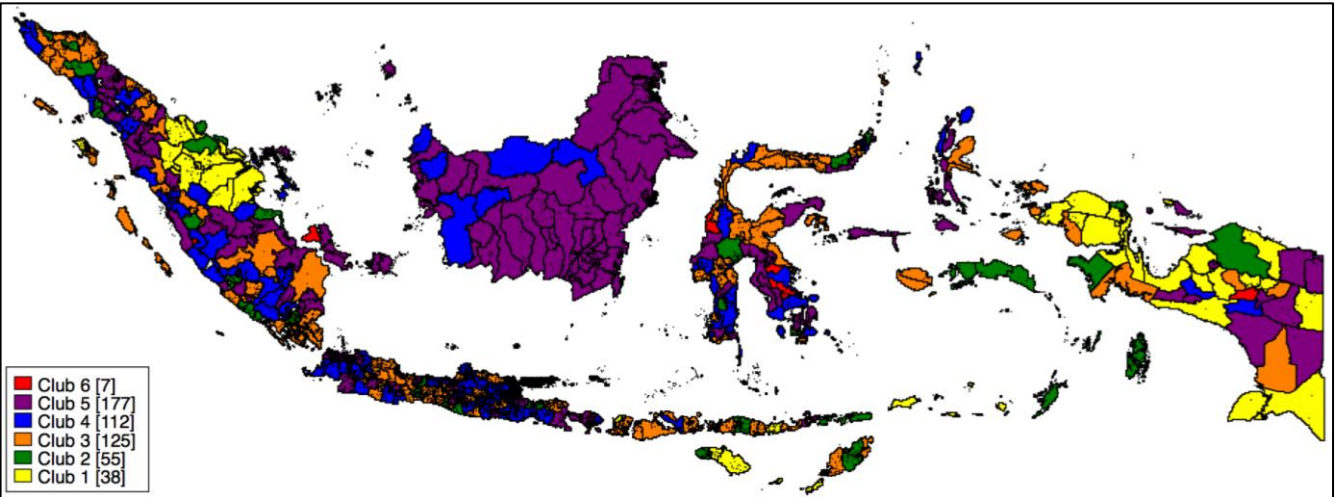 Club 6 [7]
Club 5 [177]
Club 4 [112]
Club 3 [125]
Club 2 [55]
Club 1 [38]